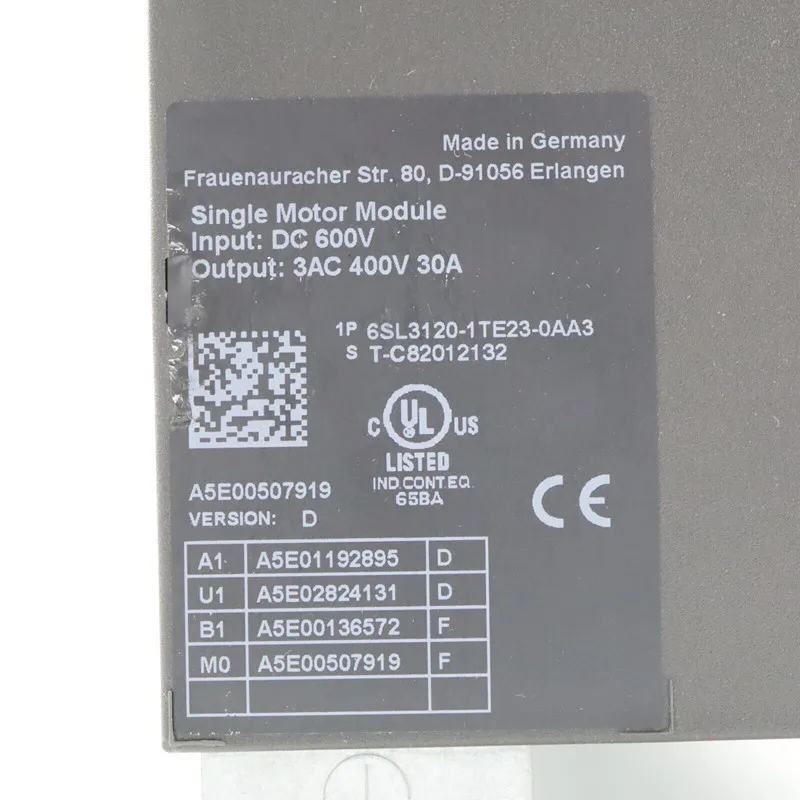 Made in Germany
Frauenauracher Str. 80, D-91056 Erlangen
Single Motor Module
Input: DC 600V
Output: 3AC 400V 30A
1P 6SL3120-1TE23-0AA3
S T-C82012132
C UL US
LISTED
IND.CONT.EQ.
65BA
CE
A5E00507919
VERSION: D
A1 A5E01192895 D
U1 A5E02824131 D
B1 A5E00136572 F
M0 A5E00507919 F